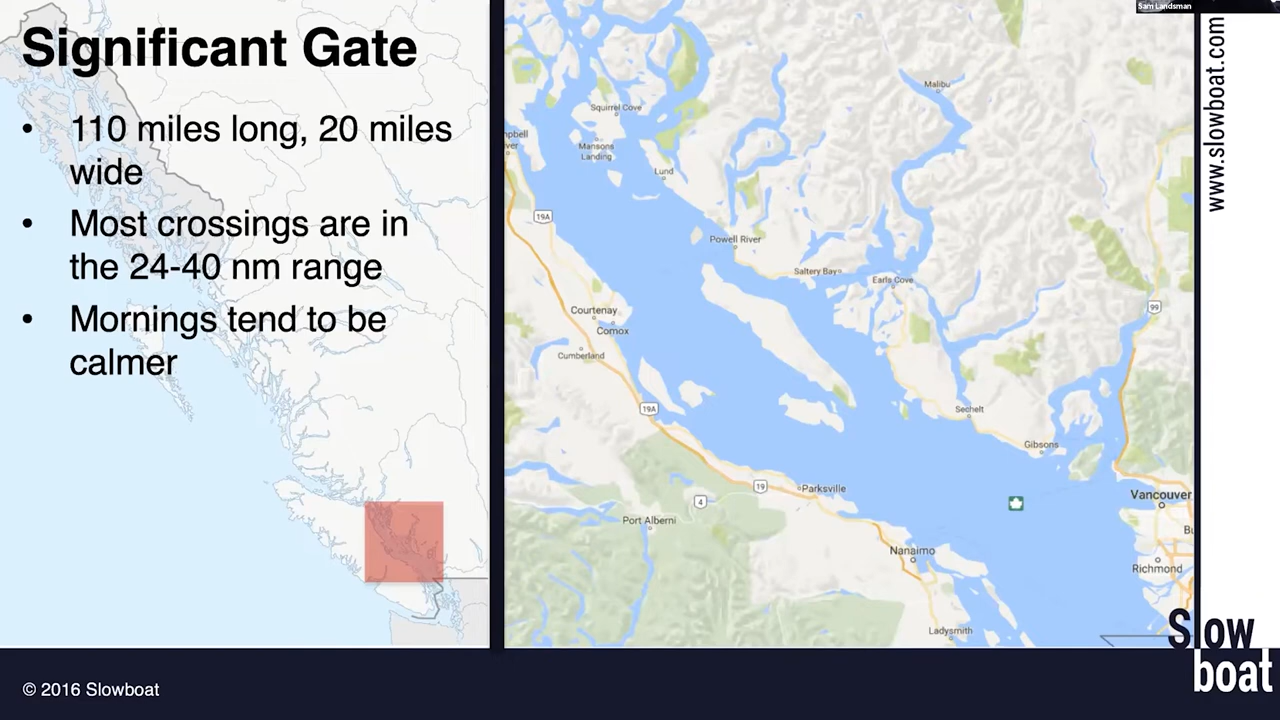 Sam Landsman
Significant Gate
• 110 miles long, 20 miles
wide
• Most crossings are in
the 24-40 nm range
• Mornings tend to be
calmer
Malibu
Squirrel Cove
Mansons
Landing
Lund
19A
Powell River
Saltery Bay
Earls Cove
99
Courtenay
Comox
Cumberland
19A
Sechelt
Gibsons
19
Parksville
4
Vancouver
Port Alberni
Nanaimo
Richmond
Ladysmith
www.slowboat.com
Slow
boat
© 2016 Slowboat